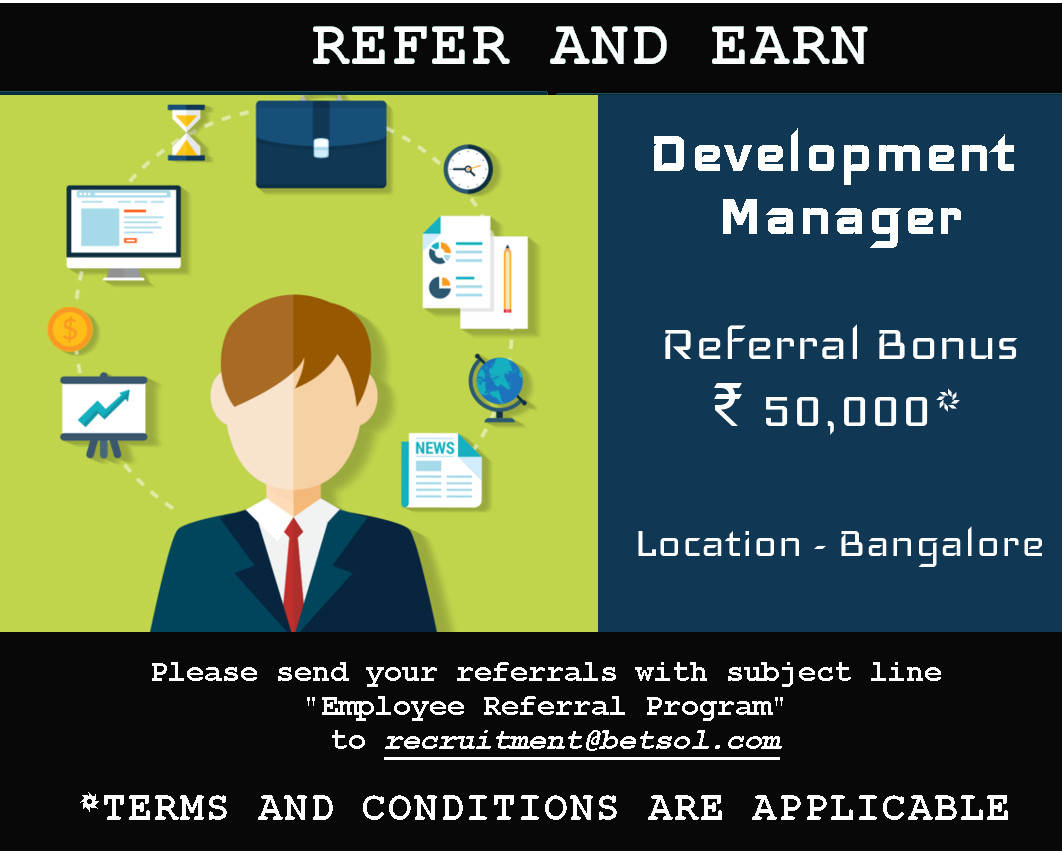 REFER AND EARN
Development
Manager
Referral Bonus
₹ 50,000*
Location - Bangalore
NEWS
$
Please send your referrals with subject line
"Employee Referral Program"
to recruitment@betsol.com
*TERMS AND CONDITIONS ARE APPLICABLE